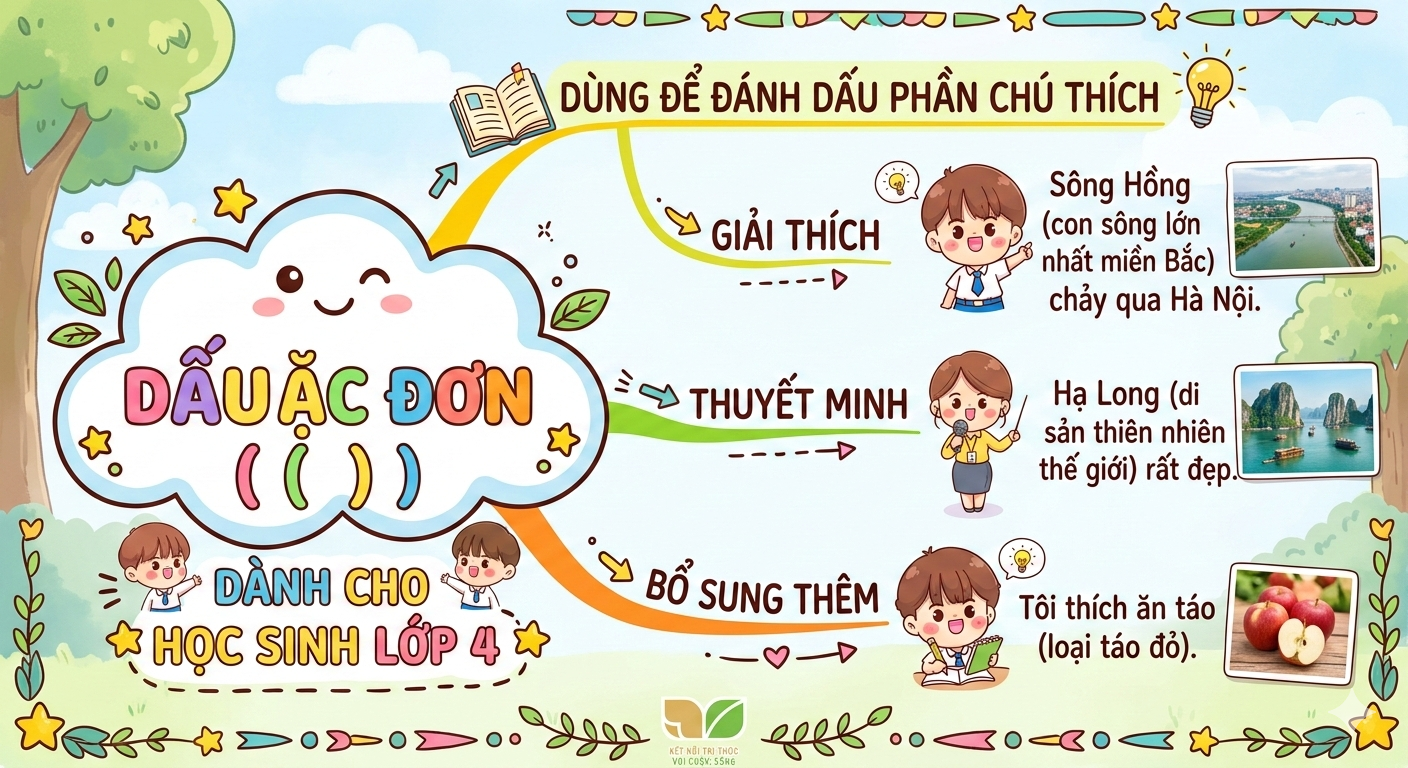 DÙNG ĐỂ ĐÁNH DẤU PHẦN CHÚ THÍCH
GIẢI THÍCH
Sông Hồng
(con sông lớn
nhất miền Bắc)
chảy qua Hà Nội.
DẤU ẶC ĐƠN
( ( ) )
THUYẾT MINH
Hạ Long (di
sản thiên nhiên
thế giới) rất đẹp.
DÀNH CHO
HỌC SINH LỚP 4
BỔ SUNG THÊM
Tôi thích ăn táo
(loại táo đỏ).
KẾT NỐI TRI THỌC